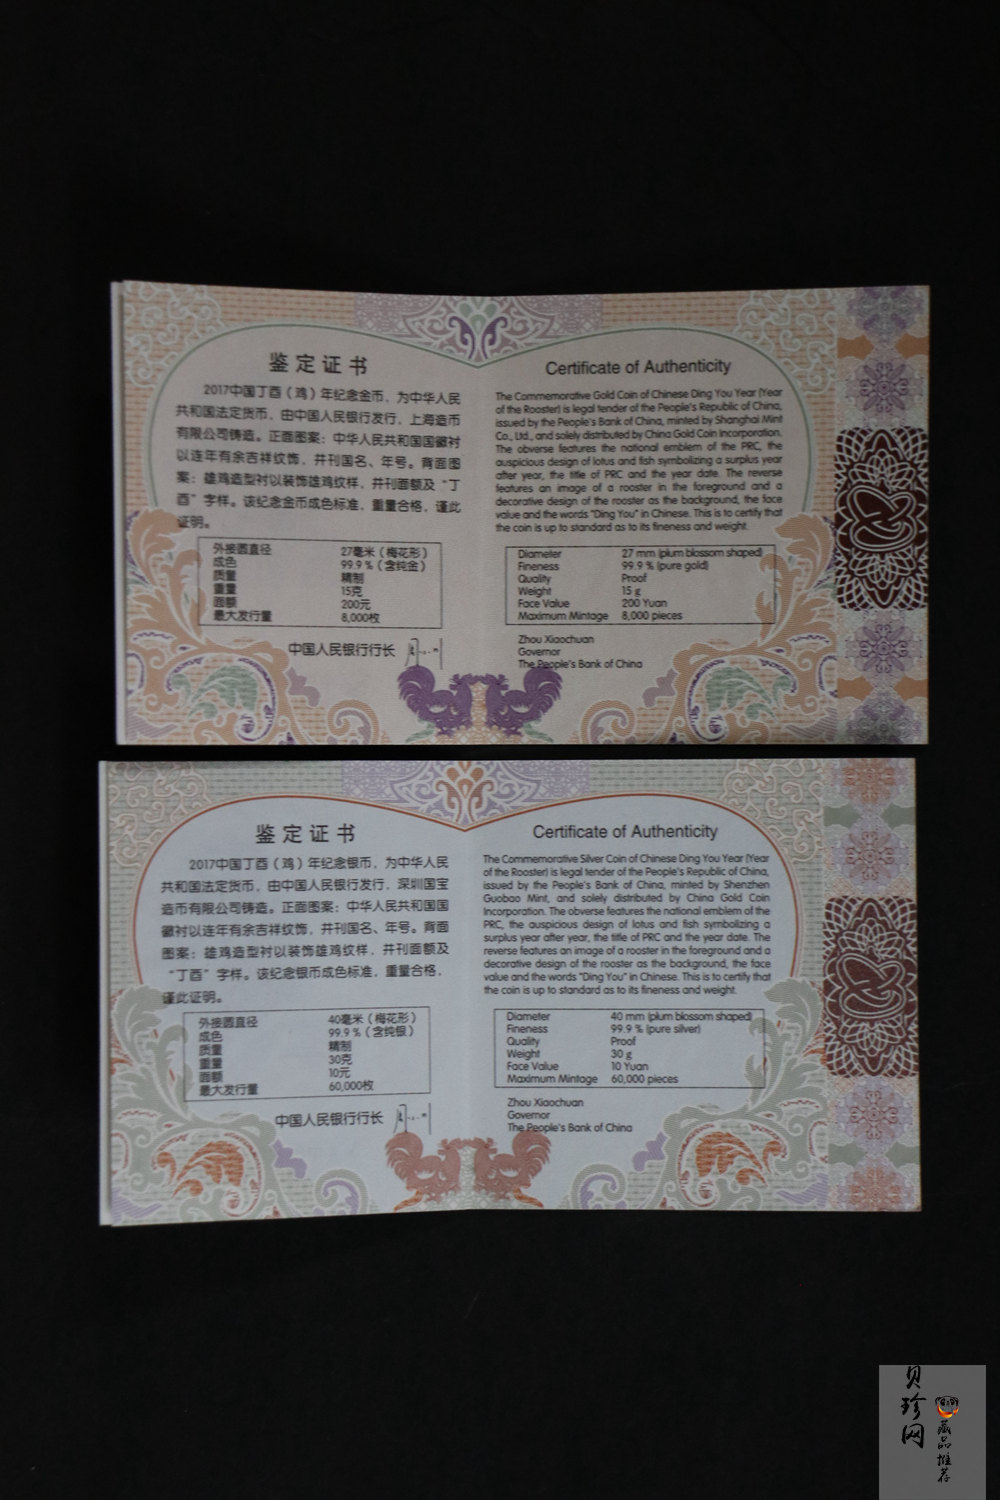 鉴定证书
2017中国丁酉（鸡）年纪念金币，为中华人民
共和国法定货币，由中国人民银行发行，上海造币
有限公司铸造。正面图案：中华人民共和国国徽衬
以连年有余吉祥纹饰，并刊国名、年号。背面图
案：雄鸡造型衬以装饰雄鸡纹样，并刊面额及“丁
酉”字样。该纪念金币成色标准，重量合格，谨此
证明。
外接圆直径 27毫米（梅花形）
成色 99.9％（含纯金）
质量 精制
重量 15克
面额 200元
最大发行量 8,000枚
中国人民银行行长
Certificate of Authenticity
The Commemorative Gold Coin of Chinese Ding You Year (Year
of the Rooster) is legal tender of the People's Republic of China,
issued by the People's Bank of China, minted by Shanghai Mint
Co., Ltd., and solely distributed by China Gold Coin Incorporation.
The obverse features the national emblem of the PRC, the
auspicious design of lotus and fish symbolizing a surplus year
after year, the title of PRC and the year date. The reverse
features an image of a rooster in the foreground and a
decorative design of the rooster as the background, the face
value and the words "Ding You" in Chinese. This is to certify that
the coin is up to standard as to its fineness and weight.
Diameter 27 mm (plum blossom shaped)
Fineness 99.9 % (pure gold)
Quality Proof
Weight 15 g
Face Value 200 Yuan
Maximum Mintage 8,000 pieces
Zhou Xiaochuan
Governor
The People's Bank of China
鉴定证书
2017中国丁酉（鸡）年纪念银币，为中华人民
共和国法定货币，由中国人民银行发行，深圳国宝
造币有限公司铸造。正面图案：中华人民共和国国
徽衬以连年有余吉祥纹饰，并刊国名、年号。背面
图案：雄鸡造型衬以装饰雄鸡纹样，并刊面额及
“丁酉”字样。该纪念银币成色标准，重量合格，
谨此证明。
外接圆直径 40毫米（梅花形）
成色 99.9％（含纯银）
质量 精制
重量 30克
面额 10元
最大发行量 60,000枚
中国人民银行行长
Certificate of Authenticity
The Commemorative Silver Coin of Chinese Ding You Year (Year
of the Rooster) is legal tender of the People's Republic of China,
issued by the People's Bank of China, minted by Shenzhen
Guobao Mint, and solely distributed by China Gold Coin
Incorporation. The obverse features the national emblem of the
PRC, the auspicious design of lotus and fish symbolizing a
surplus year after year, the title of PRC and the year date. The
reverse features an image of a rooster in the foreground and a
decorative design of the rooster as the background, the face
value and the words "Ding You" in Chinese. This is to certify that
the coin is up to standard as to its fineness and weight.
Diameter 40 mm (plum blossom shaped)
Fineness 99.9 % (pure silver)
Quality Proof
Weight 30 g
Face Value 10 Yuan
Maximum Mintage 60,000 pieces
Zhou Xiaochuan
Governor
The People's Bank of China
贝珍网
藏品推荐